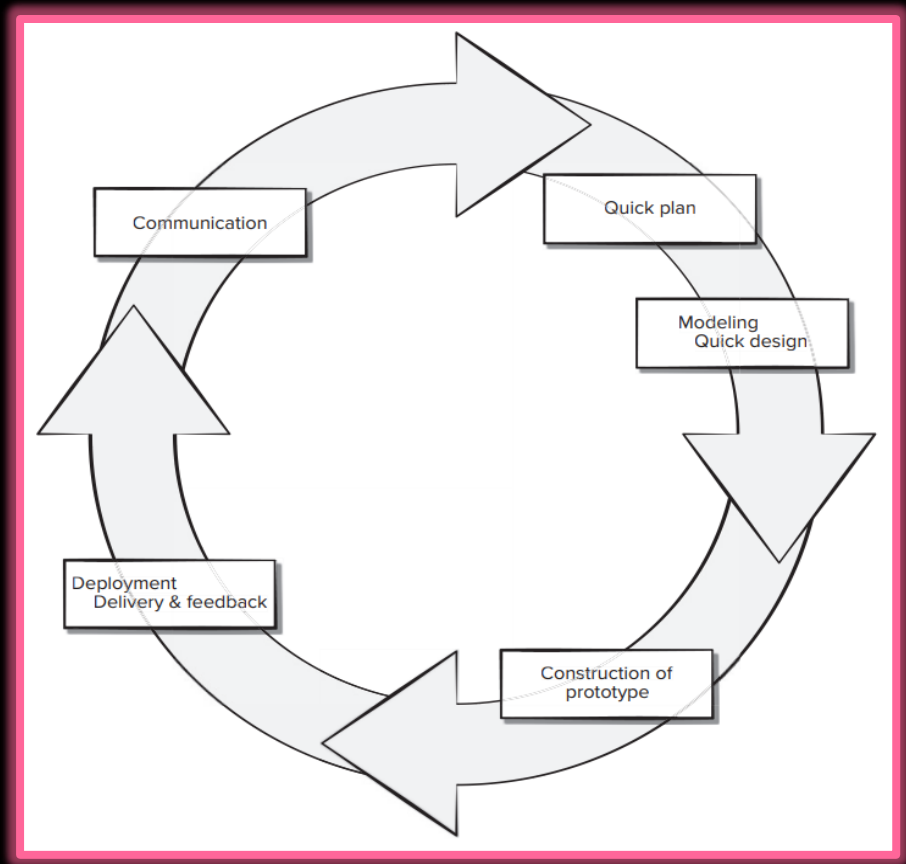 Communication
Quick plan
Modeling
Quick design
Construction of
prototype
Deployment
Delivery & feedback